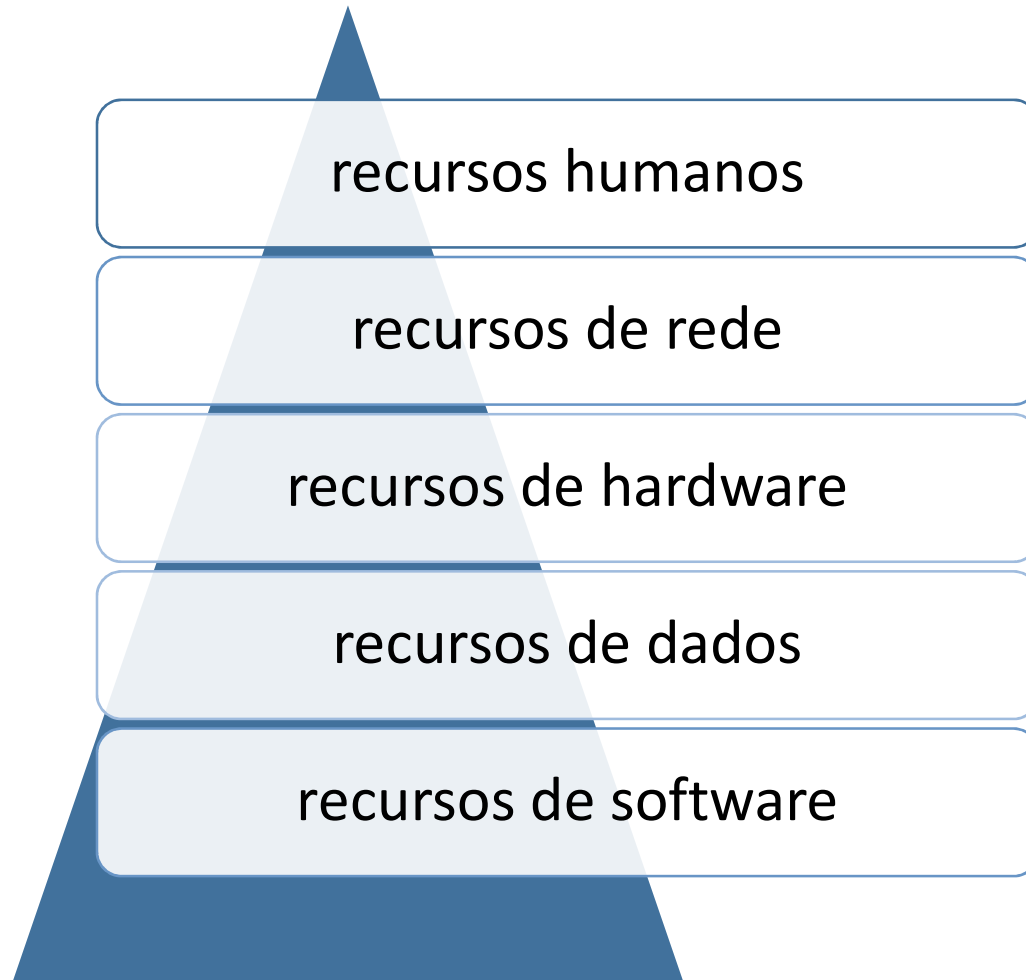 recursos humanos
recursos de rede
recursos de hardware
recursos de dados
recursos de software